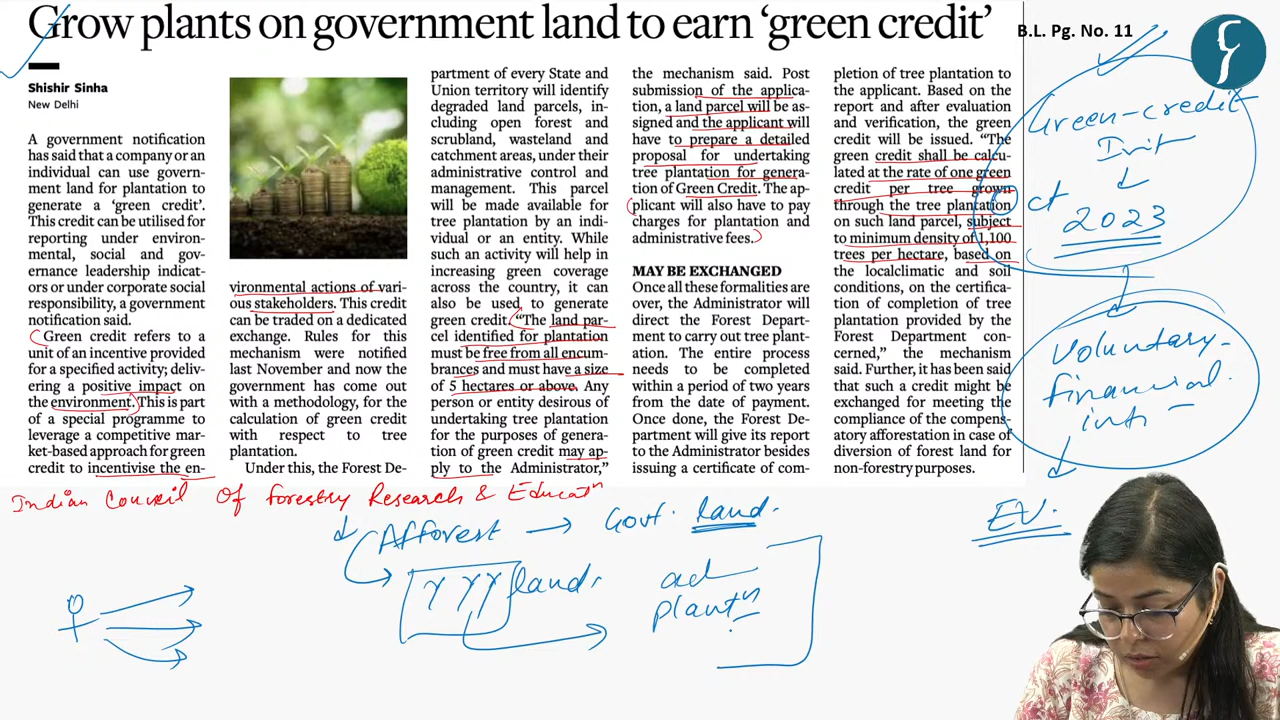 Grow plants on government land to earn ‘green credit’
B.L. Pg. No. 11
Shishir Sinha
New Delhi
A government notification
has said that a company or an
individual can use govern-
ment land for plantation to
generate a ‘green credit’.
This credit can be utilised for
reporting under environ-
mental, social and gov-
ernance leadership indicat-
ors or under corporate social
responsibility, a government
notification said.
Green credit refers to a
unit of an incentive provided
for a specified activity; deliv-
ering a positive impact on
the environment. This is part
of a special programme to
leverage a competitive mar-
ket-based approach for green
credit to incentivise the en-
vironmental actions of vari-
ous stakeholders. This credit
can be traded on a dedicated
exchange. Rules for this
mechanism were notified
last November and now the
government has come out
with a methodology, for the
calculation of green credit
with respect to tree
plantation.
Under this, the Forest De-
partment of every State and
Union territory will identify
degraded land parcels, in-
cluding open forest and
scrubland, wasteland and
catchment areas, under their
administrative control and
management. This parcel
will be made available for
tree plantation by an indi-
vidual or an entity. While
such an activity will help in
increasing green coverage
across the country, it can
also be used to generate
green credit. “The land par-
cel identified for plantation
must be free from all encum-
brances and must have a size
of 5 hectares or above. Any
person or entity desirous of
undertaking tree plantation
for the purposes of genera-
tion of green credit may ap-
ply to the Administrator,”
the mechanism said. Post
submission of the applica-
tion, a land parcel will be as-
signed and the applicant will
have to prepare a detailed
proposal for undertaking
tree plantation for genera-
tion of Green Credit. The ap-
plicant will also have to pay
charges for plantation and
administrative fees.
MAY BE EXCHANGED
Once all these formalities are
over, the Administrator will
direct the Forest Depart-
ment to carry out tree plant-
ation. The entire process
needs to be completed
within a period of two years
from the date of payment.
Once done, the Forest De-
partment will give its report
to the Administrator besides
issuing a certificate of com-
pletion of tree plantation to
the applicant. Based on the
report and after evaluation
and verification, the green
credit will be issued. “The
green credit shall be calcu-
lated at the rate of one green
credit per tree grown
through the tree plantation
on such land parcel, subject
to minimum density of 1,100
trees per hectare, based on
the localclimatic and soil
conditions, on the certifica-
tion of completion of tree
plantation provided by the
Forest Department con-
cerned,” the mechanism
said. Further, it has been said
that such a credit might be
exchanged for meeting the
compliance of the compens-
atory afforestation in case of
diversion of forest land for
non-forestry purposes.
Green-credit
Init
2023
Voluntary-
financial
EV.
Indian Council Of Forestry Research & Educatn
Afforest → Govt. land.
land.
ad
plantn